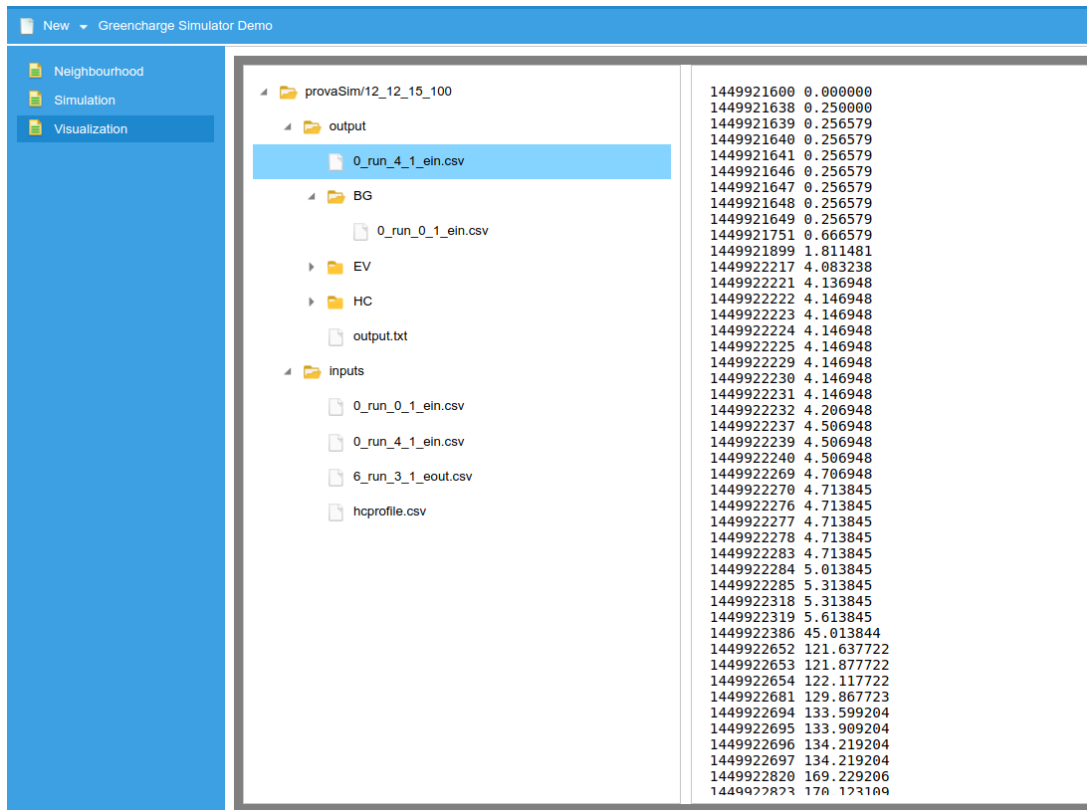 New Greencharge Simulator Demo
Neighbourhood
Simulation
Visualization
provaSim/12_12_15_100
output
0_run_4_1_ein.csv
BG
0_run_0_1_ein.csv
EV
HC
output.txt
inputs
0_run_0_1_ein.csv
0_run_4_1_ein.csv
6_run_3_1_eout.csv
hcprofile.csv
1449921600 0.000000
1449921638 0.250000
1449921639 0.256579
1449921640 0.256579
1449921641 0.256579
1449921646 0.256579
1449921647 0.256579
1449921648 0.256579
1449921649 0.256579
1449921751 0.666579
1449921899 1.811481
1449922217 4.083238
1449922221 4.136948
1449922222 4.146948
1449922223 4.146948
1449922224 4.146948
1449922225 4.146948
1449922229 4.146948
1449922230 4.146948
1449922231 4.146948
1449922232 4.206948
1449922237 4.506948
1449922239 4.506948
1449922240 4.506948
1449922269 4.706948
1449922270 4.713845
1449922276 4.713845
1449922277 4.713845
1449922278 4.713845
1449922283 4.713845
1449922284 5.013845
1449922285 5.313845
1449922318 5.313845
1449922319 5.613845
1449922386 45.013844
1449922652 121.637722
1449922653 121.877722
1449922654 122.117722
1449922681 129.867723
1449922694 133.599204
1449922695 133.909204
1449922696 134.219204
1449922697 134.219204
1449922820 169.229206
1449922823 170.123109